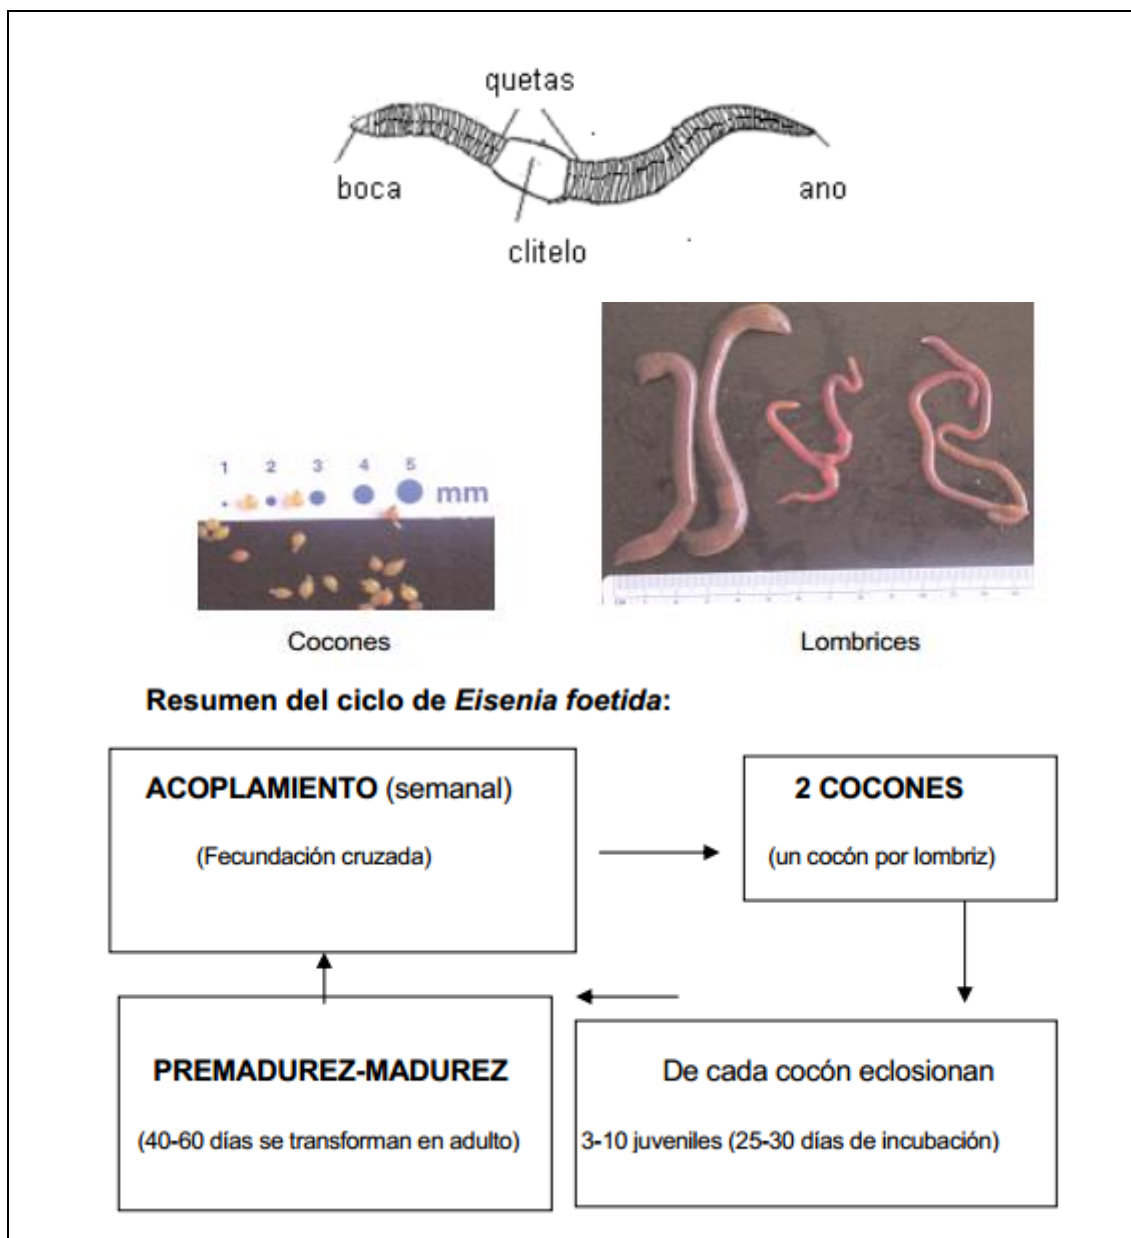 quetas
boca
ano
clitelo
1 2 3 4 5
mm
Cocones
Lombrices
Resumen del ciclo de Eisenia foetida:
ACOPLAMIENTO (semanal)
(Fecundación cruzada)
2 COCONES
(un cocón por lombriz)
PREMADUREZ-MADUREZ
(40-60 días se transforman en adulto)
De cada cocón eclosionan
3-10 juveniles (25-30 días de incubación)